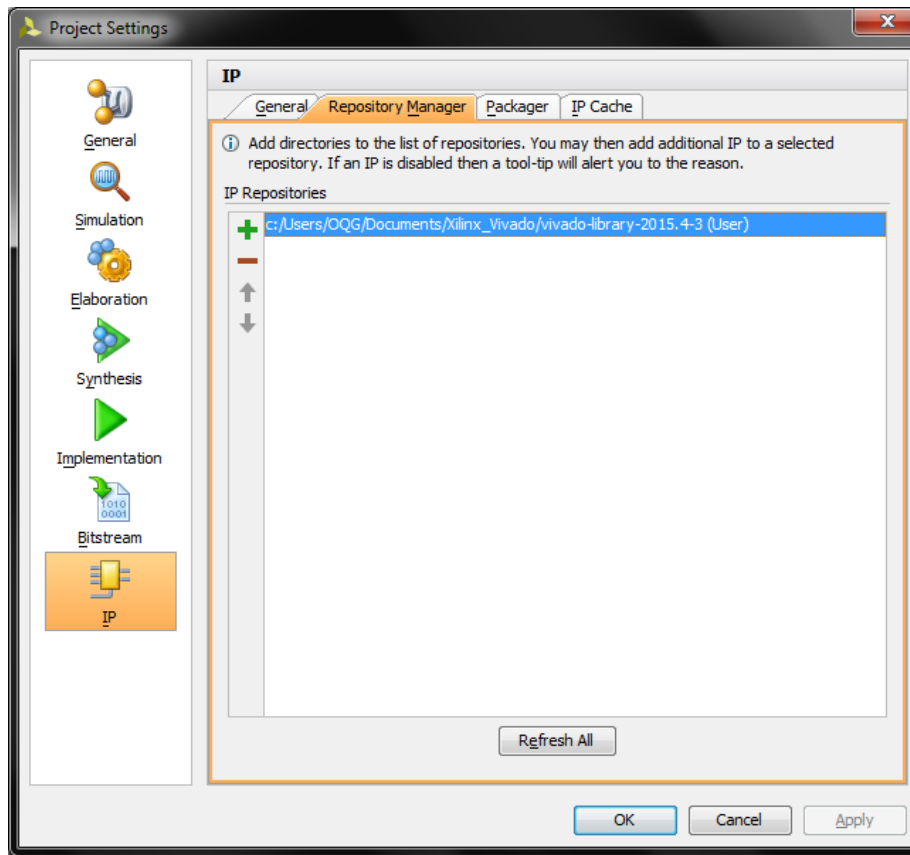 Project Settings
General
Simulation
Elaboration
Synthesis
Implementation
1010
0001
Bitstream
IP
IP
General
Repository Manager
Packager
IP Cache
Add directories to the list of repositories. You may then add additional IP to a selected
repository. If an IP is disabled then a tool-tip will alert you to the reason.
IP Repositories
c:/Users/OQG/Documents/Xilinx_Vivado/vivado-library-2015.4-3 (User)
Refresh All
OK
Cancel
Apply